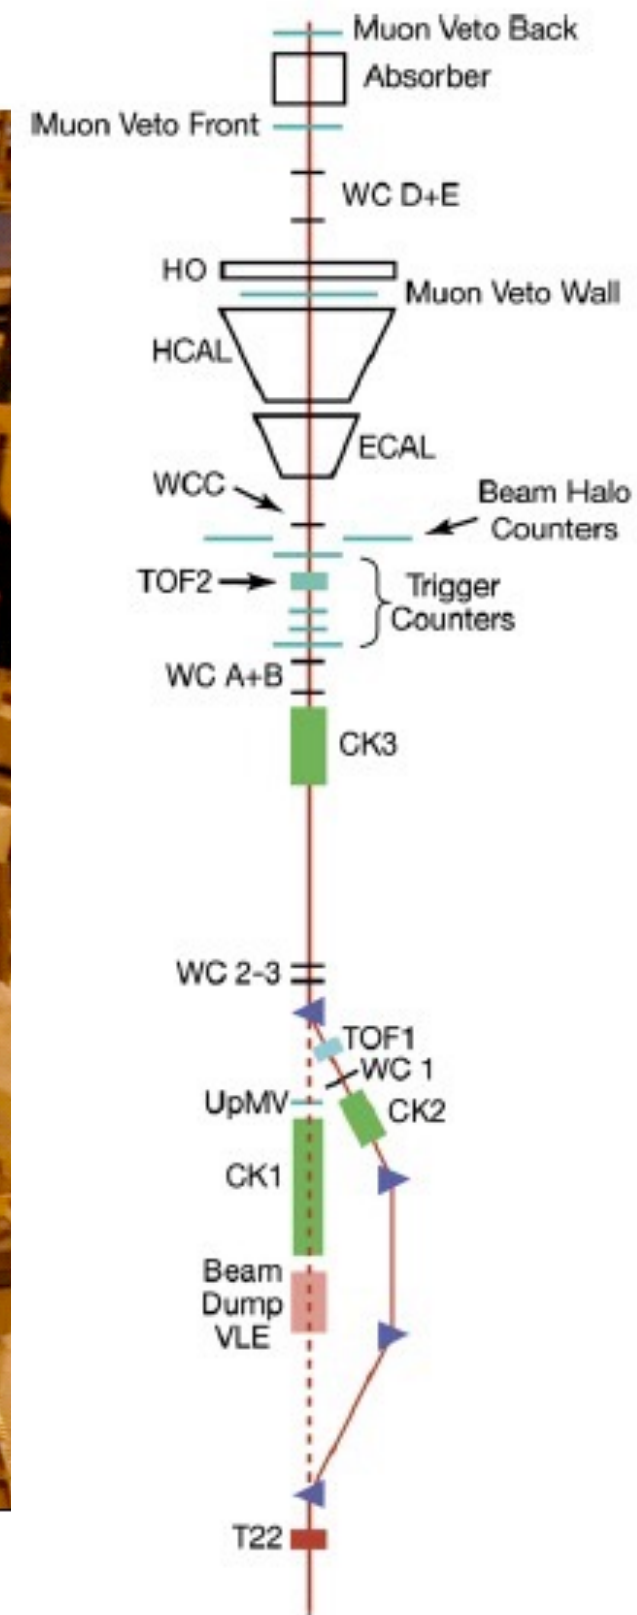 Muon Veto Back
Absorber
Muon Veto Front
WC D+E
HO
Muon Veto Wall
HCAL
ECAL
WCC
Beam Halo
Counters
TOF2
Trigger
Counters
WC A+B
CK3
WC 2-3
TOF1
WC 1
UpMV
CK2
CK1
Beam
Dump
VLE
T22